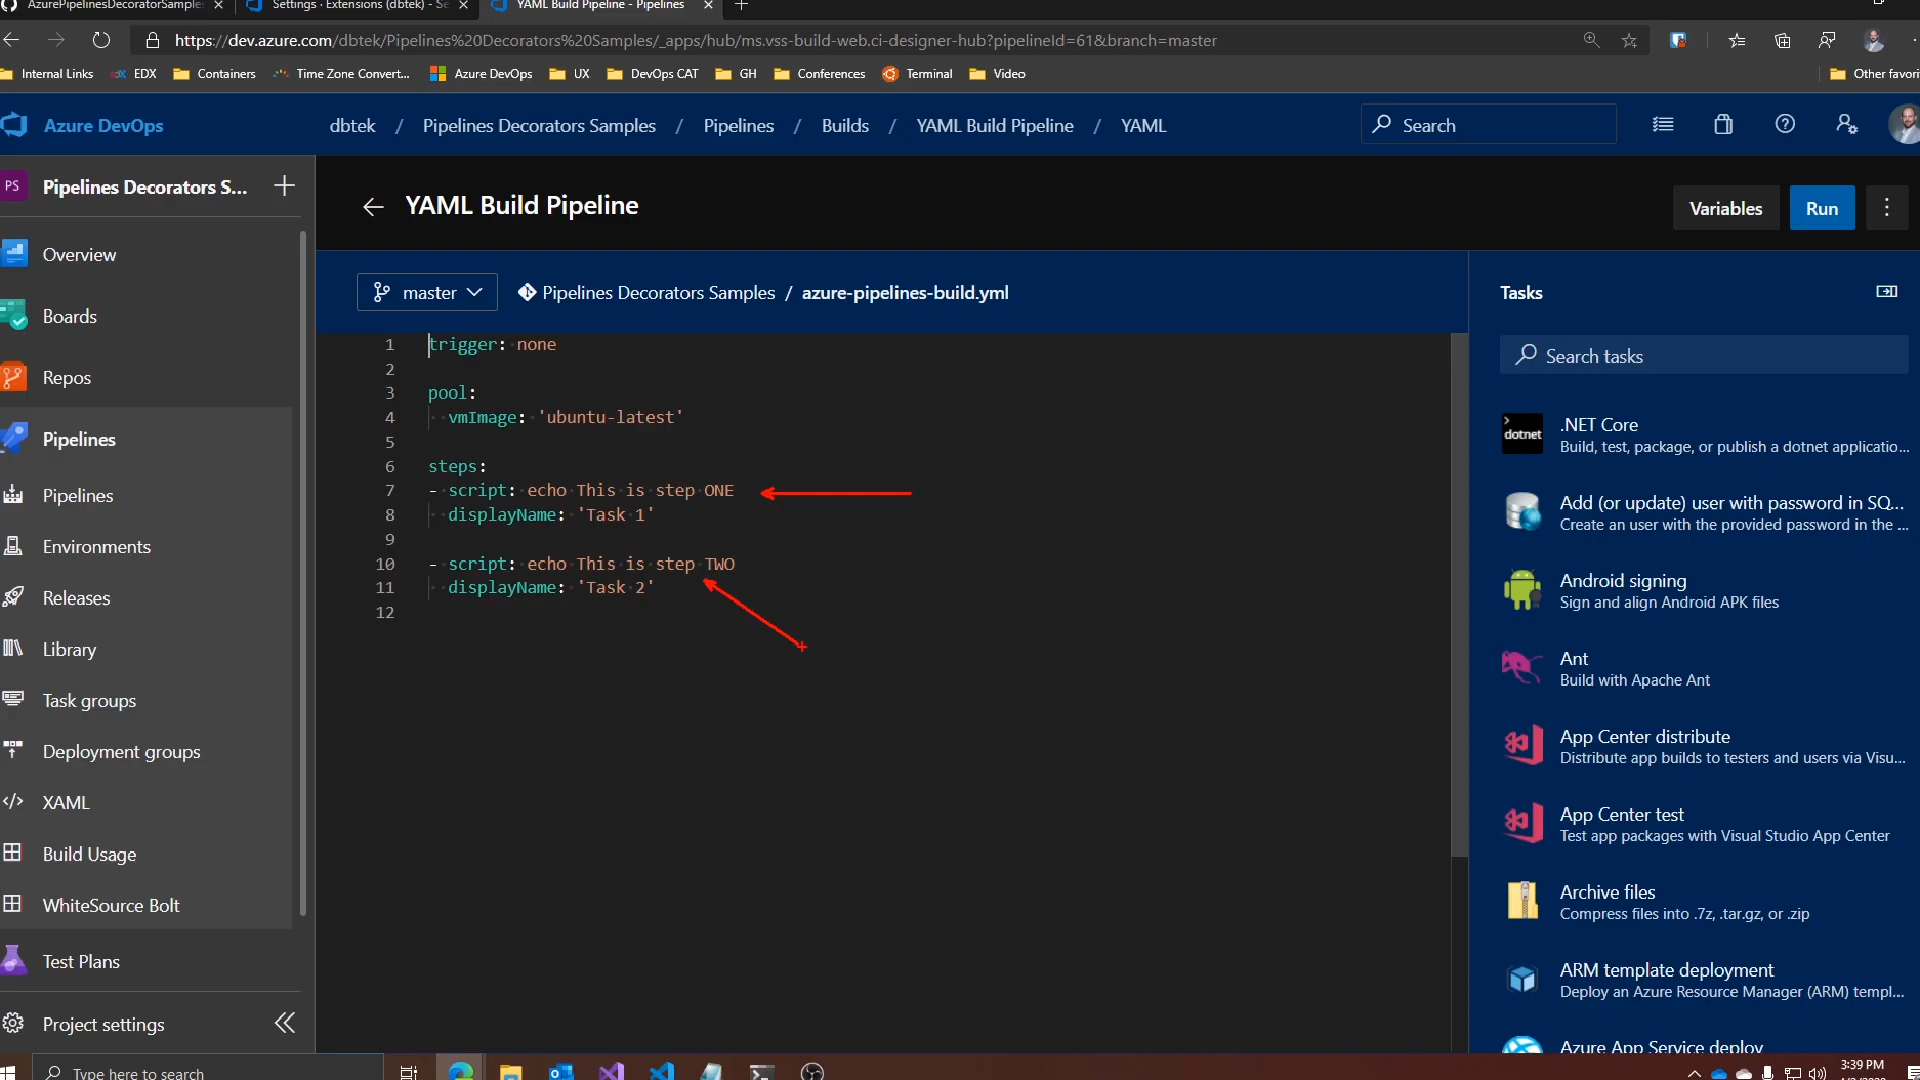 AzurePipelinesDecoratorSamples
Settings · Extensions (dbtek) - Se
YAML Build Pipeline - Pipelines
https://dev.azure.com/dbtek/Pipelines%20Decorators%20Samples/_apps/hub/ms.vss-build-web.ci-designer-hub?pipelineId=61&branch=master
Internal Links
EDX
Containers
Time Zone Convert...
Azure DevOps
UX
DevOps CAT
GH
Conferences
Terminal
Video
Other favori
Azure DevOps
dbtek / Pipelines Decorators Samples / Pipelines / Builds / YAML Build Pipeline / YAML
Search
PS
Pipelines Decorators S...
Overview
Boards
Repos
Pipelines
Pipelines
Environments
Releases
Library
Task groups
Deployment groups
XAML
Build Usage
WhiteSource Bolt
Test Plans
Project settings
YAML Build Pipeline
Variables
Run
master
Pipelines Decorators Samples / azure-pipelines-build.yml
1 trigger: none
2
3 pool:
4 vmImage: 'ubuntu-latest'
5
6 steps:
7 - script: echo This is step ONE
8 displayName: 'Task 1'
9
10 - script: echo This is step TWO
11 displayName: 'Task 2'
12
Tasks
Search tasks
dotnet
.NET Core
Build, test, package, or publish a dotnet applicatio...
Add (or update) user with password in SQ...
Create an user with the provided password in the ...
Android signing
Sign and align Android APK files
Ant
Build with Apache Ant
App Center distribute
Distribute app builds to testers and users via Visu...
App Center test
Test app packages with Visual Studio App Center
Archive files
Compress files into .7z, .tar.gz, or .zip
ARM template deployment
Deploy an Azure Resource Manager (ARM) templ...
Azure App Service deploy
Type here to search
3:39 PM